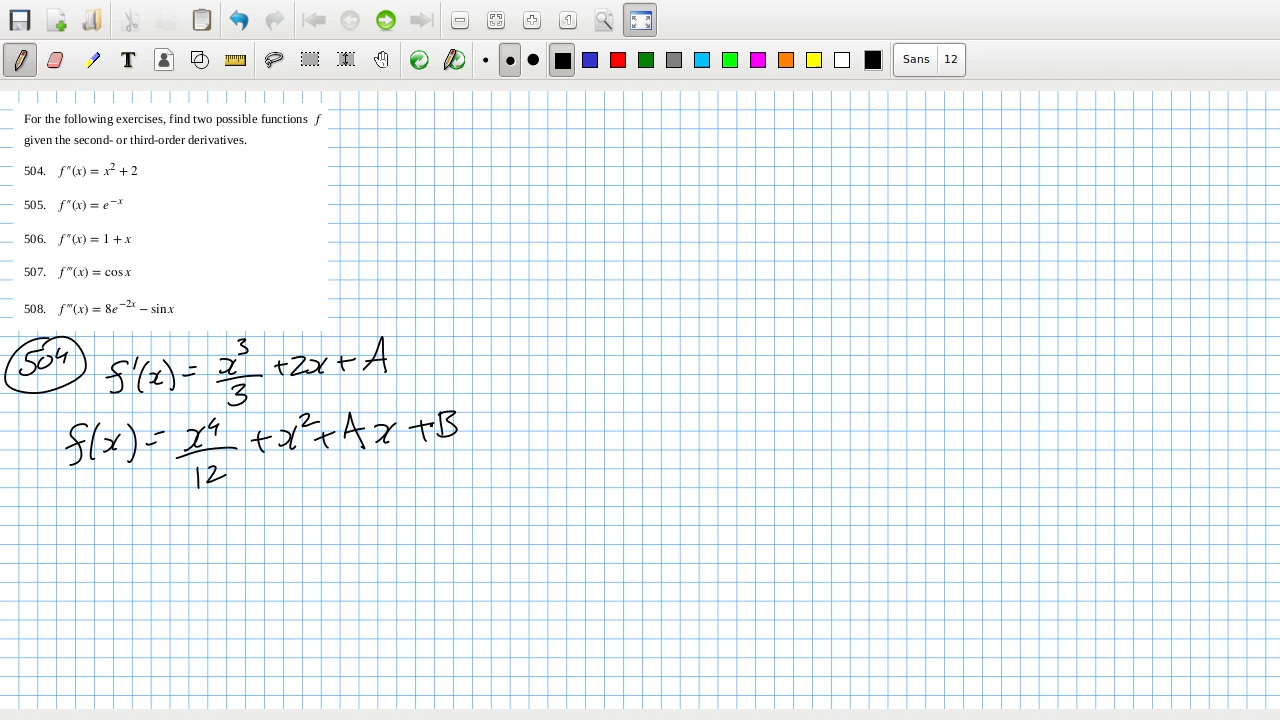 Sans 12
For the following exercises, find two possible functions f
given the second- or third-order derivatives.
504. f″(x) = x² + 2
505. f″(x) = e⁻ˣ
506. f″(x) = 1 + x
507. f‴(x) = cos x
508. f‴(x) = 8e⁻²ˣ − sin x
504 f'(x) = x³/3 + 2x + A
f(x) = x⁴/12 + x² + Ax + B